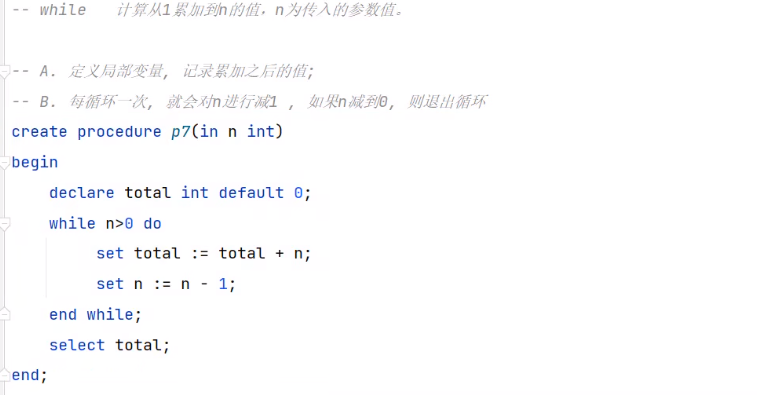 -- while 计算从1累加到n的值，n为传入的参数值。
-- A. 定义局部变量, 记录累加之后的值;
-- B. 每循环一次, 就会对n进行减1 , 如果n减到0, 则退出循环
create procedure p7(in n int)
begin
declare total int default 0;
while n>0 do
set total := total + n;
set n := n - 1;
end while;
select total;
end;